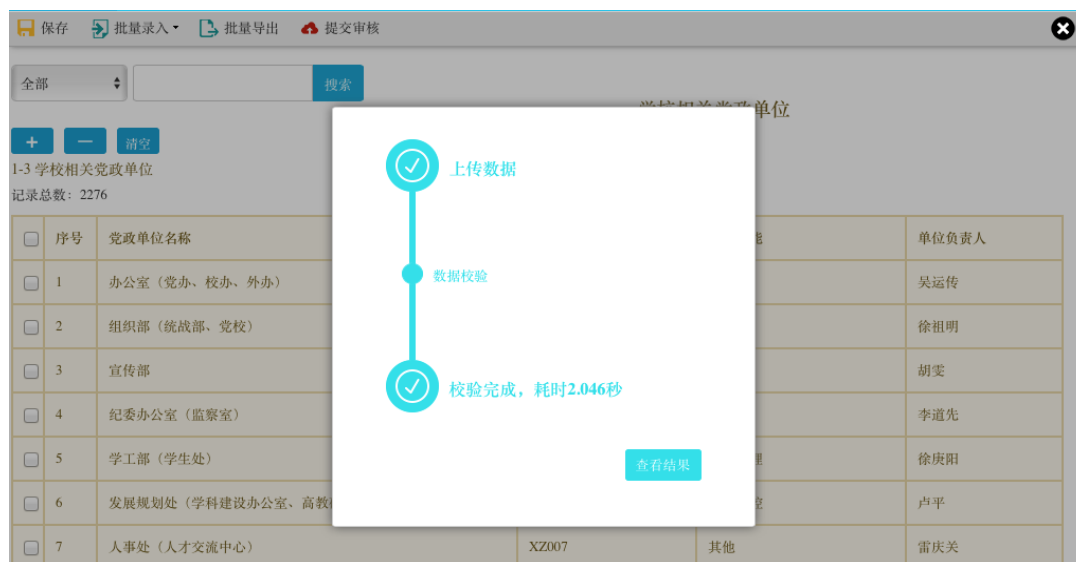 保存 批量录入 批量导出 提交审核
全部 搜索
单位
+ − 清空
1-3 学校相关党政单位
记录总数：2276
上传数据
数据校验
校验完成，耗时2.046秒
查看结果
序号 党政单位名称 单位负责人
1 办公室（党办、校办、外办） 吴运传
2 组织部（统战部、党校） 徐祖明
3 宣传部 胡雯
4 纪委办公室（监察室） 李道先
5 学工部（学生处） 徐庚阳
6 发展规划处（学科建设办公室、高教 卢平
7 人事处（人才交流中心） XZ007 其他 雷庆关